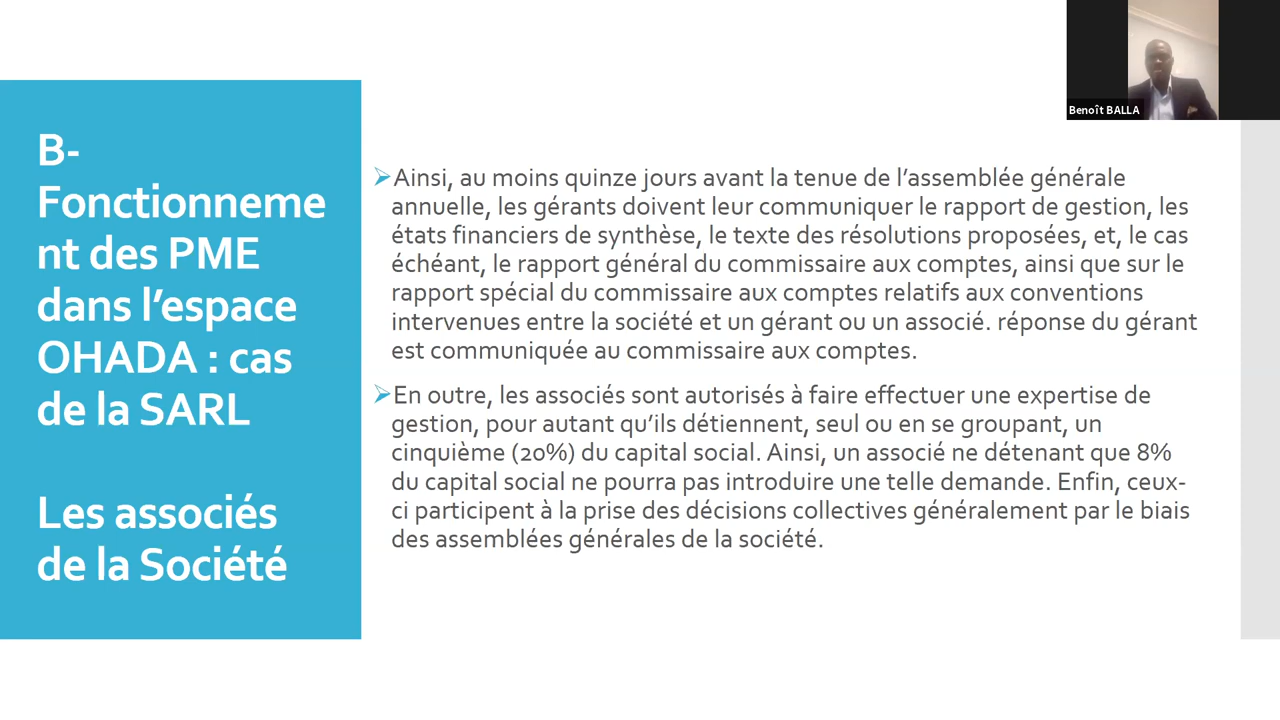 Benoît BALLA
B-
Fonctionneme
nt des PME
dans l’espace
OHADA : cas
de la SARL
Les associés
de la Société
Ainsi, au moins quinze jours avant la tenue de l’assemblée générale
annuelle, les gérants doivent leur communiquer le rapport de gestion, les
états financiers de synthèse, le texte des résolutions proposées, et, le cas
échéant, le rapport général du commissaire aux comptes, ainsi que sur le
rapport spécial du commissaire aux comptes relatifs aux conventions
intervenues entre la société et un gérant ou un associé. réponse du gérant
est communiquée au commissaire aux comptes.
En outre, les associés sont autorisés à faire effectuer une expertise de
gestion, pour autant qu’ils détiennent, seul ou en se groupant, un
cinquième (20%) du capital social. Ainsi, un associé ne détenant que 8%
du capital social ne pourra pas introduire une telle demande. Enfin, ceux-
ci participent à la prise des décisions collectives généralement par le biais
des assemblées générales de la société.